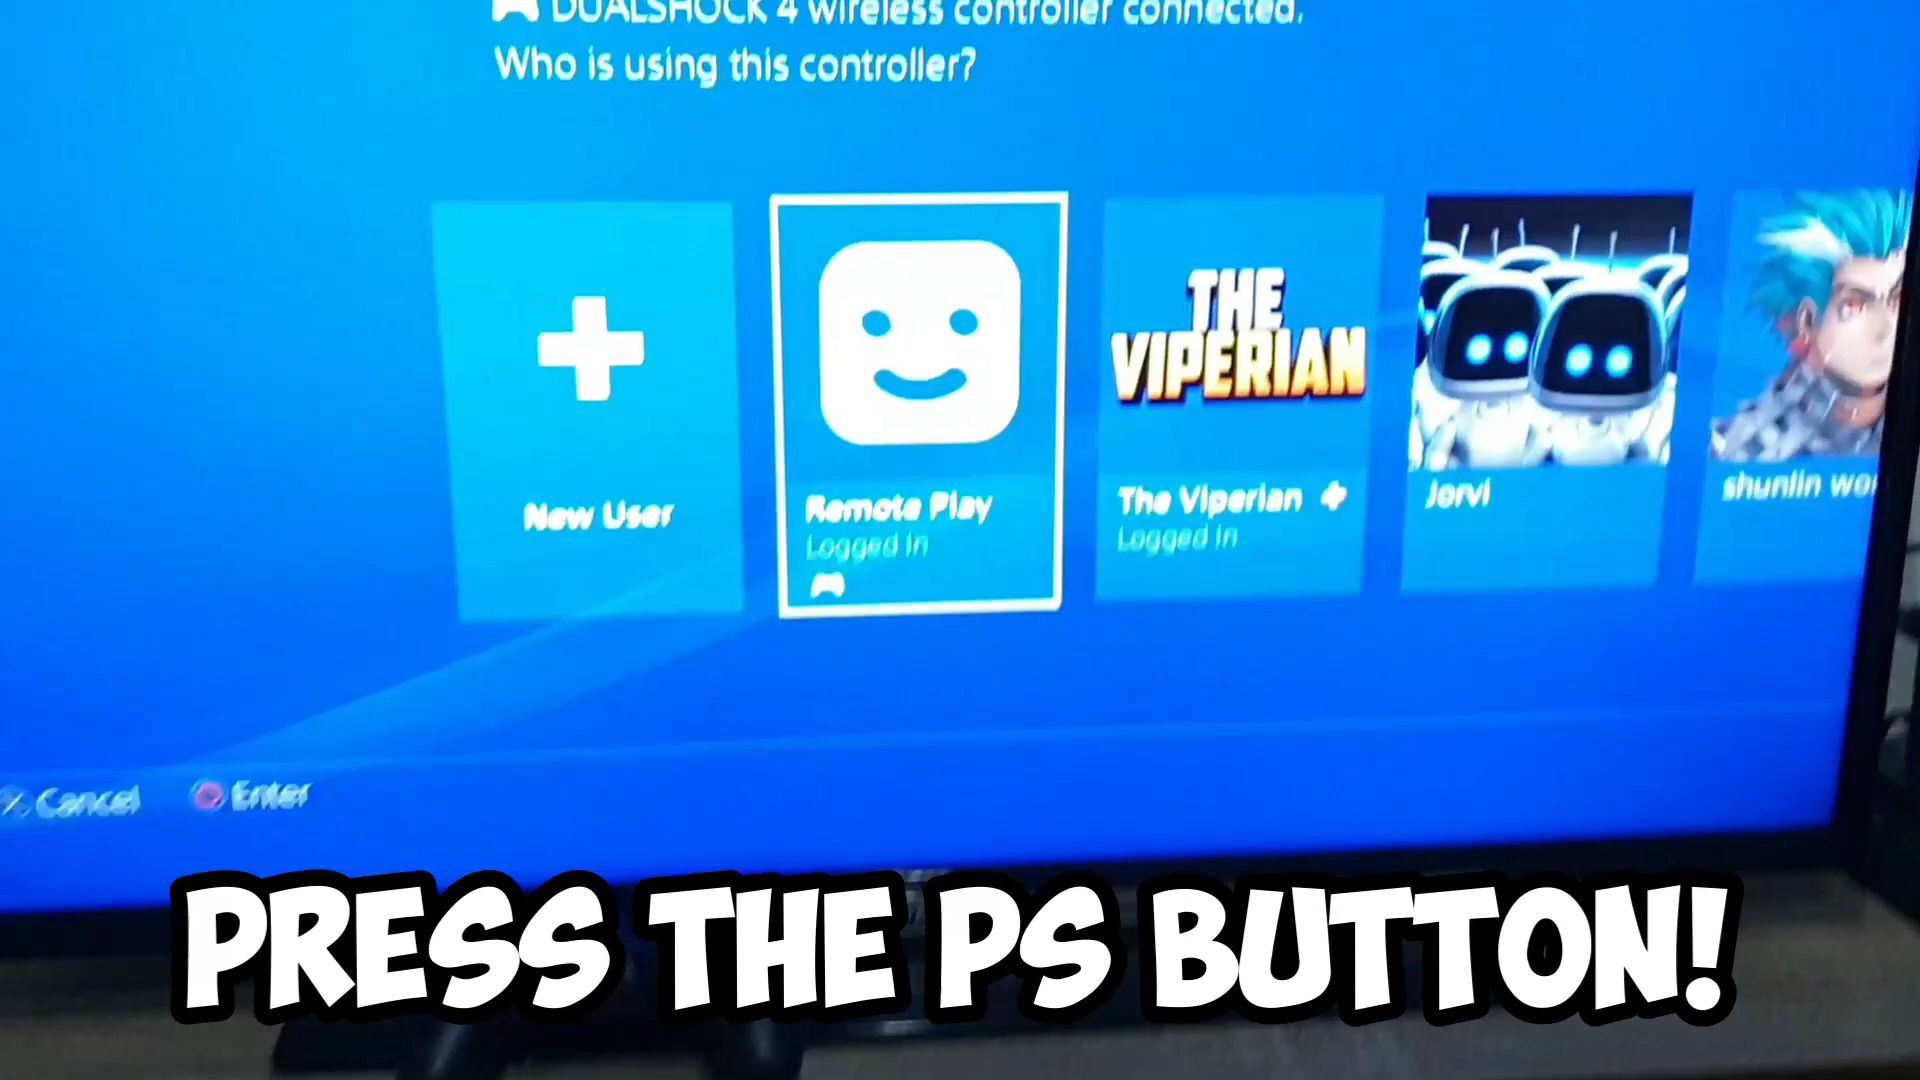 DUALSHOCK 4 wireless controller connected.
Who is using this controller?
THE
VIPERIAN
New User
Remote Play
Logged In
The Viperian
Logged In
Jorvi
shunlin
Cancel
Enter
PRESS THE PS BUTTON!